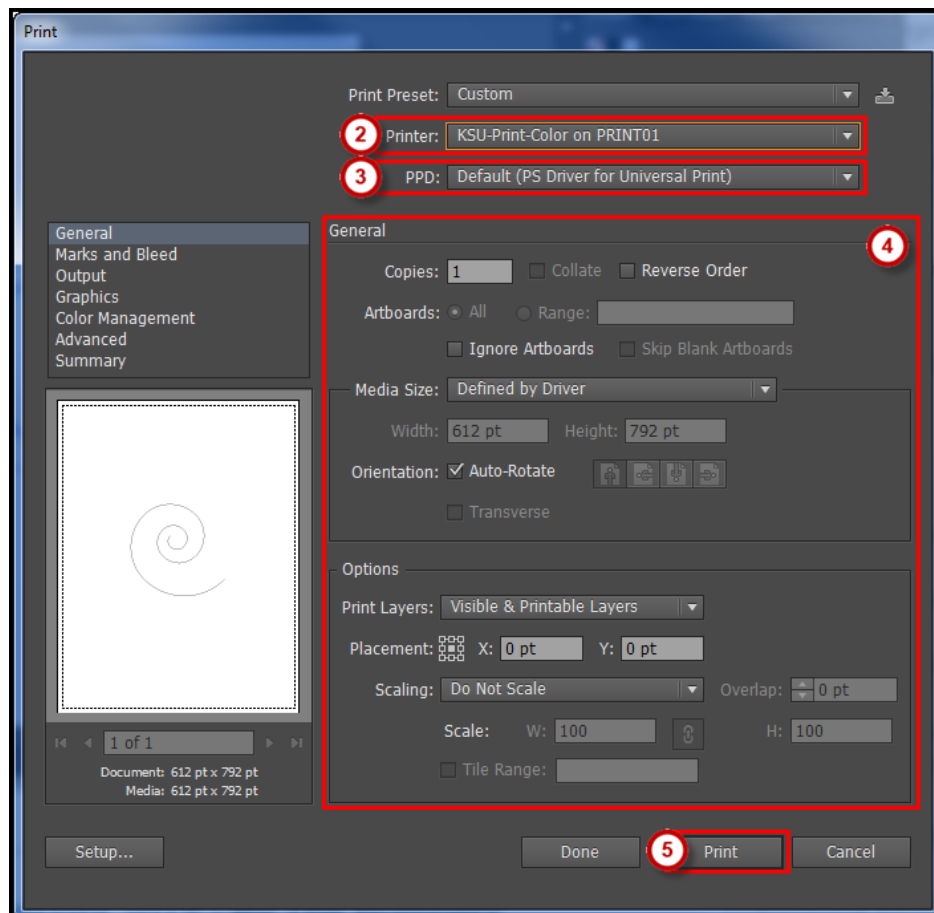 Print
Print Preset: Custom
2 Printer: KSU-Print-Color on PRINT01
3 PPD: Default (PS Driver for Universal Print)
General
Marks and Bleed
Output
Graphics
Color Management
Advanced
Summary
General
4
Copies: 1 Collate Reverse Order
Artboards: All Range:
Ignore Artboards Skip Blank Artboards
Media Size: Defined by Driver
Width: 612 pt Height: 792 pt
Orientation: Auto-Rotate
Transverse
Options
Print Layers: Visible & Printable Layers
Placement: X: 0 pt Y: 0 pt
Scaling: Do Not Scale Overlap: 0 pt
Scale: W: 100 H: 100
Tile Range:
1 of 1
Document: 612 pt x 792 pt
Media: 612 pt x 792 pt
Setup... Done 5 Print Cancel